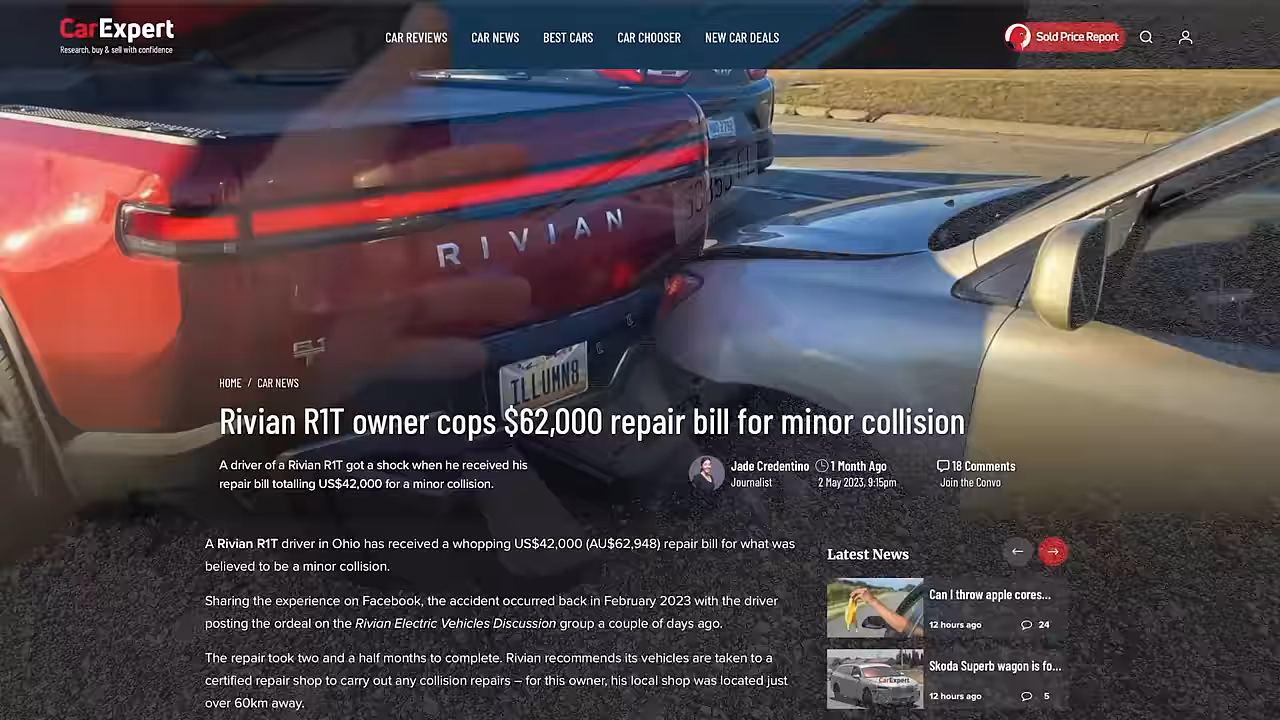 CarExpert
Research, buy & sell with confidence
CAR REVIEWS
CAR NEWS
BEST CARS
CAR CHOOSER
NEW CAR DEALS
Sold Price Report
RIVIAN
ILLUMN8
HOME / CAR NEWS
Rivian R1T owner cops $62,000 repair bill for minor collision
A driver of a Rivian R1T got a shock when he received his
repair bill totalling US$42,000 for a minor collision.
Jade Credentino
Journalist
1 Month Ago
2 May 2023, 9:15pm
18 Comments
Join the Convo
A Rivian R1T driver in Ohio has received a whopping US$42,000 (AU$62,948) repair bill for what was
believed to be a minor collision.
Sharing the experience on Facebook, the accident occurred back in February 2023 with the driver
posting the ordeal on the Rivian Electric Vehicles Discussion group a couple of days ago.
The repair took two and a half months to complete. Rivian recommends its vehicles are taken to a
certified repair shop to carry out any collision repairs – for this owner, his local shop was located just
over 60km away.
Latest News
Can I throw apple cores...
12 hours ago
24
CarExpert
Skoda Superb wagon is fo...
12 hours ago
5